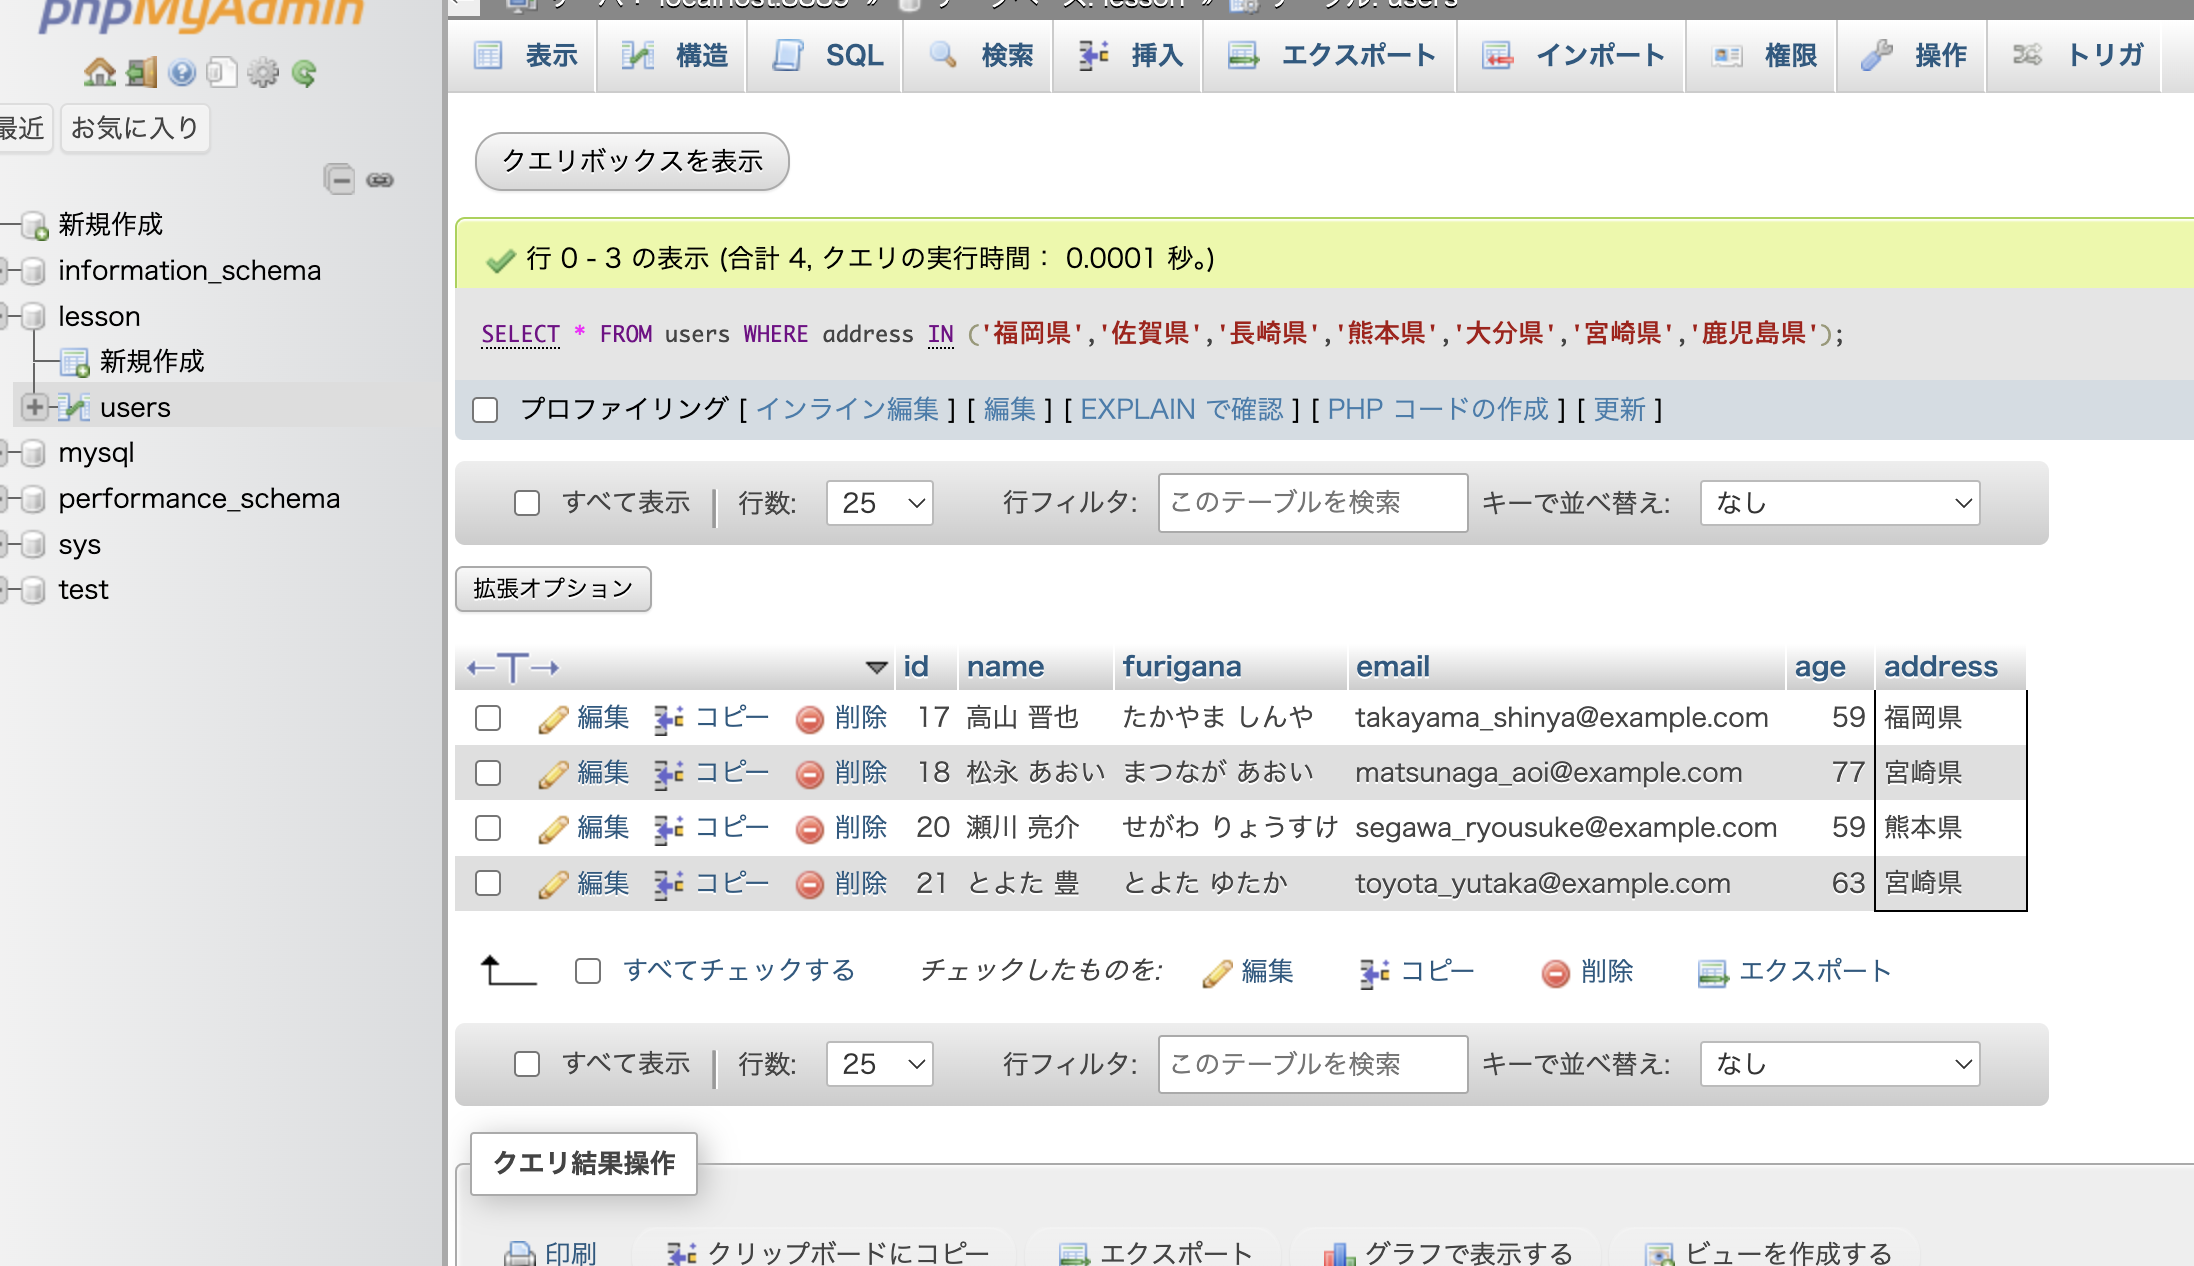 phpMyAdmin
最近 お気に入り
新規作成
information_schema
lesson
新規作成
users
mysql
performance_schema
sys
test
表示 構造 SQL 検索 挿入 エクスポート インポート 権限 操作 トリガ
クエリボックスを表示
行 0 - 3 の表示 (合計 4, クエリの実行時間： 0.0001 秒。)
SELECT * FROM users WHERE address IN ('福岡県','佐賀県','長崎県','熊本県','大分県','宮崎県','鹿児島県');
プロファイリング [ インライン編集 ] [ 編集 ] [ EXPLAIN で確認 ] [ PHP コードの作成 ] [ 更新 ]
すべて表示 行数: 25 行フィルタ: このテーブルを検索 キーで並べ替え: なし
拡張オプション
id name furigana email age address
編集 コピー 削除 17 高山 晋也 たかやま しんや takayama_shinya@example.com 59 福岡県
編集 コピー 削除 18 松永 あおい まつなが あおい matsunaga_aoi@example.com 77 宮崎県
編集 コピー 削除 20 瀬川 亮介 せがわ りょうすけ segawa_ryousuke@example.com 59 熊本県
編集 コピー 削除 21 とよた 豊 とよた ゆたか toyota_yutaka@example.com 63 宮崎県
すべてチェックする チェックしたものを: 編集 コピー 削除 エクスポート
すべて表示 行数: 25 行フィルタ: このテーブルを検索 キーで並べ替え: なし
クエリ結果操作
印刷 クリップボードにコピー エクスポート グラフで表示する ビューを作成する